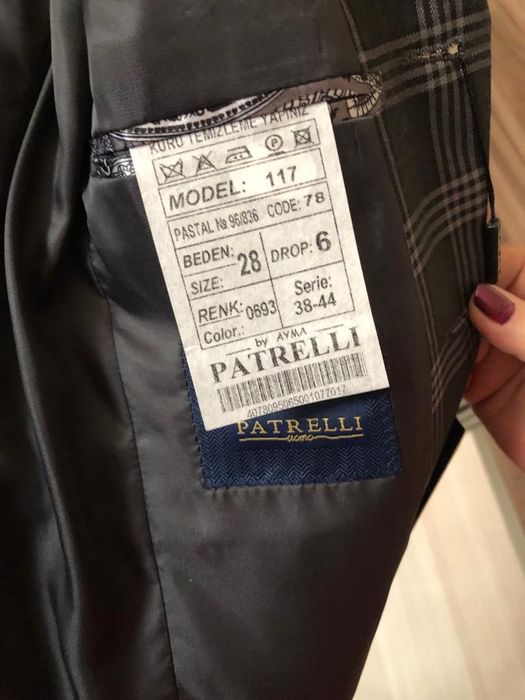 KURU TEMİZLEME YAPINIZ
P
MODEL: 117
PASTAL № 96/836 CODE: 78
BEDEN: SIZE: 28 DROP: 6
RENK: Color.: 0693 Serie: 38-44
by AYMA
PATRELLI
4078095065001077017
PATRELLI
uomo